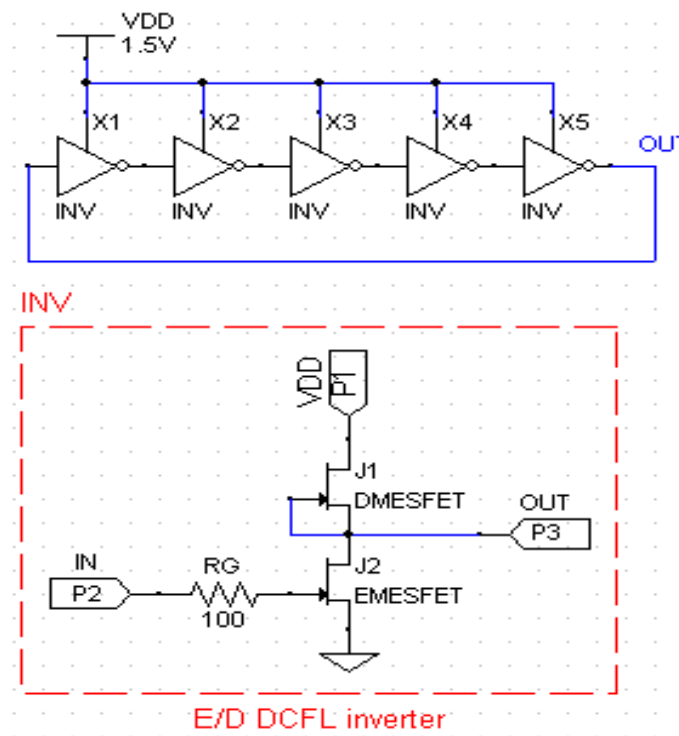 VDD
1.5V
X1 X2 X3 X4 X5
OUT
INV INV INV INV INV
INV
VDD
P1
J1
DMESFET
OUT
P3
IN
P2
RG
100
J2
EMESFET
E/D DCFL inverter